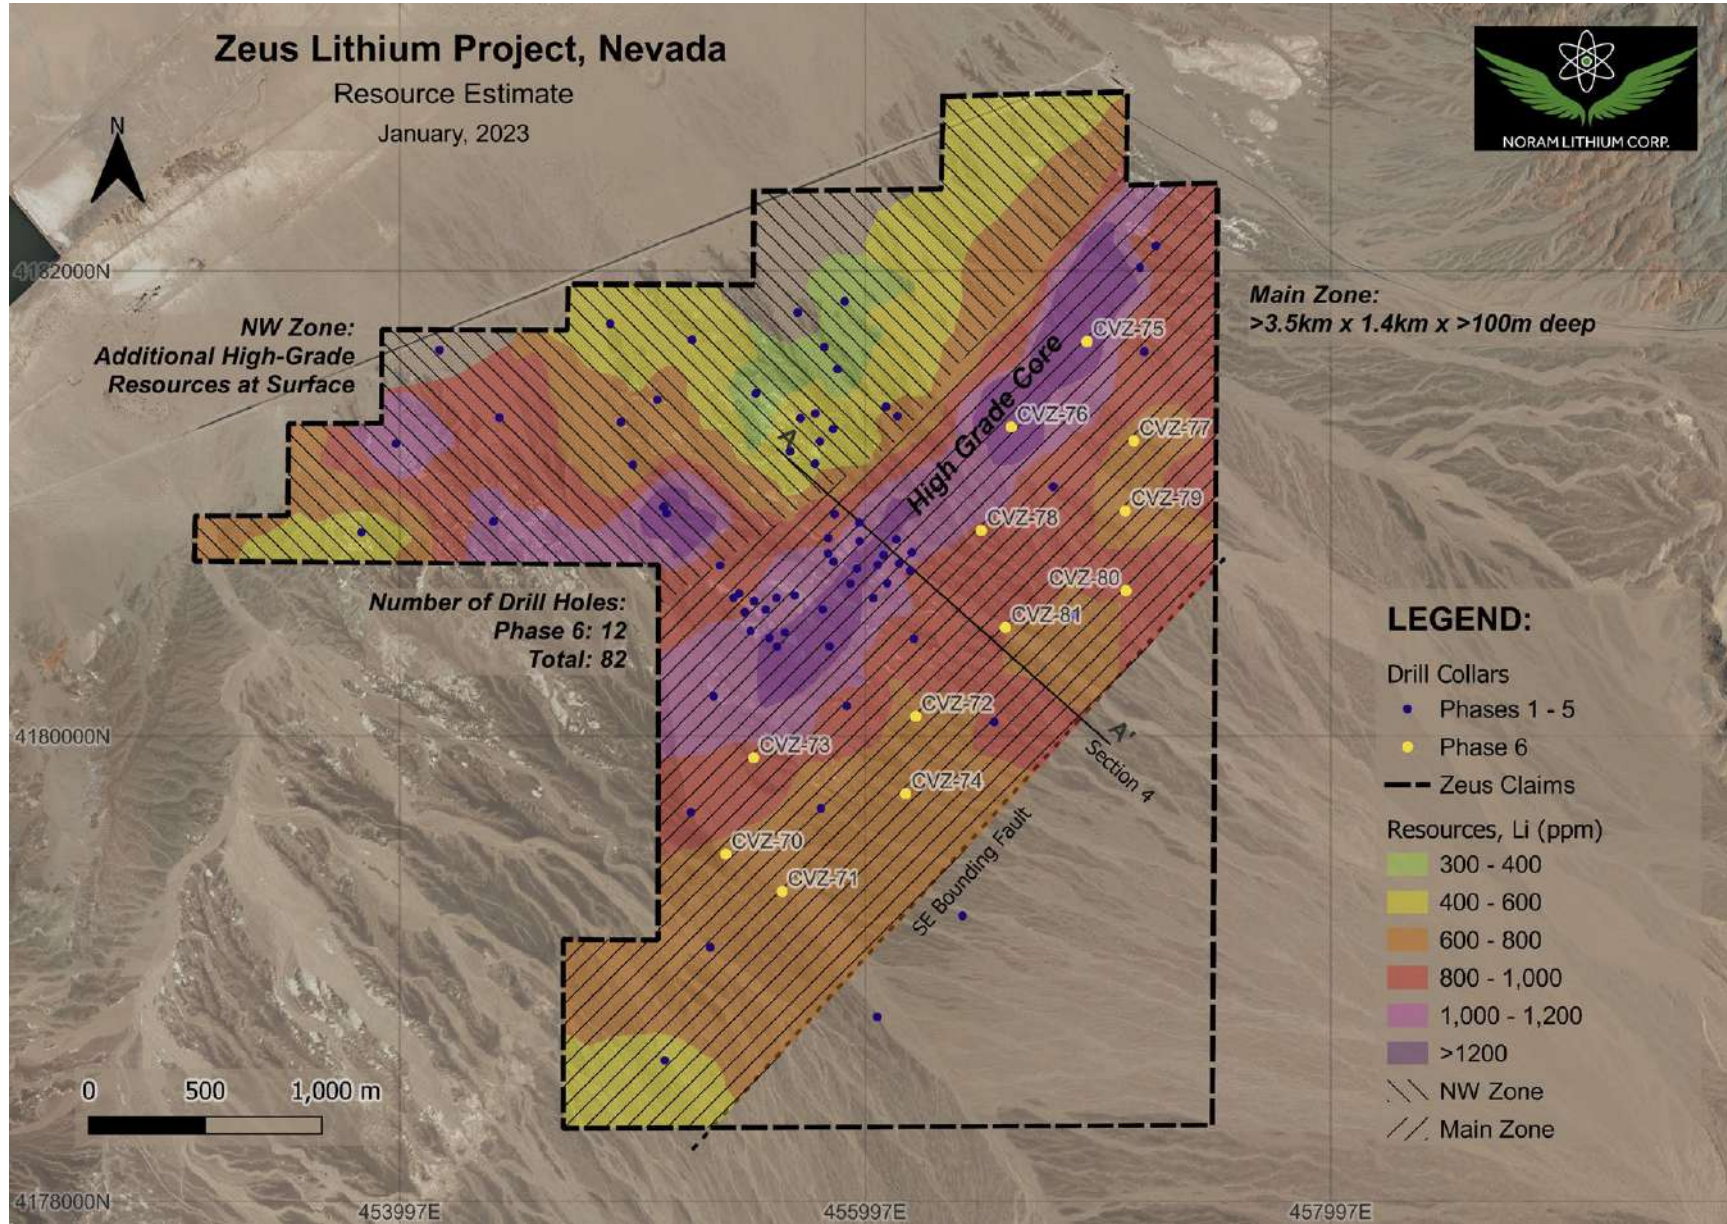 Zeus Lithium Project, Nevada
Resource Estimate
January, 2023
N
NORAM LITHIUM CORP.
4182000N
NW Zone:
Additional High-Grade
Resources at Surface
Main Zone:
>3.5km x 1.4km x >100m deep
High Grade Core
CVZ-75
CVZ-76
CVZ-77
A
CVZ-79
CVZ-78
CVZ-80
CVZ-81
Number of Drill Holes:
Phase 6: 12
Total: 82
CVZ-72
4180000N
A'
Section 4
CVZ-73
CVZ-74
CVZ-70
CVZ-71
SE Bounding Fault
LEGEND:
Drill Collars
Phases 1 - 5
Phase 6
Zeus Claims
Resources, Li (ppm)
300 - 400
400 - 600
600 - 800
800 - 1,000
1,000 - 1,200
>1200
NW Zone
Main Zone
0 500 1,000 m
4178000N
453997E 455997E 457997E